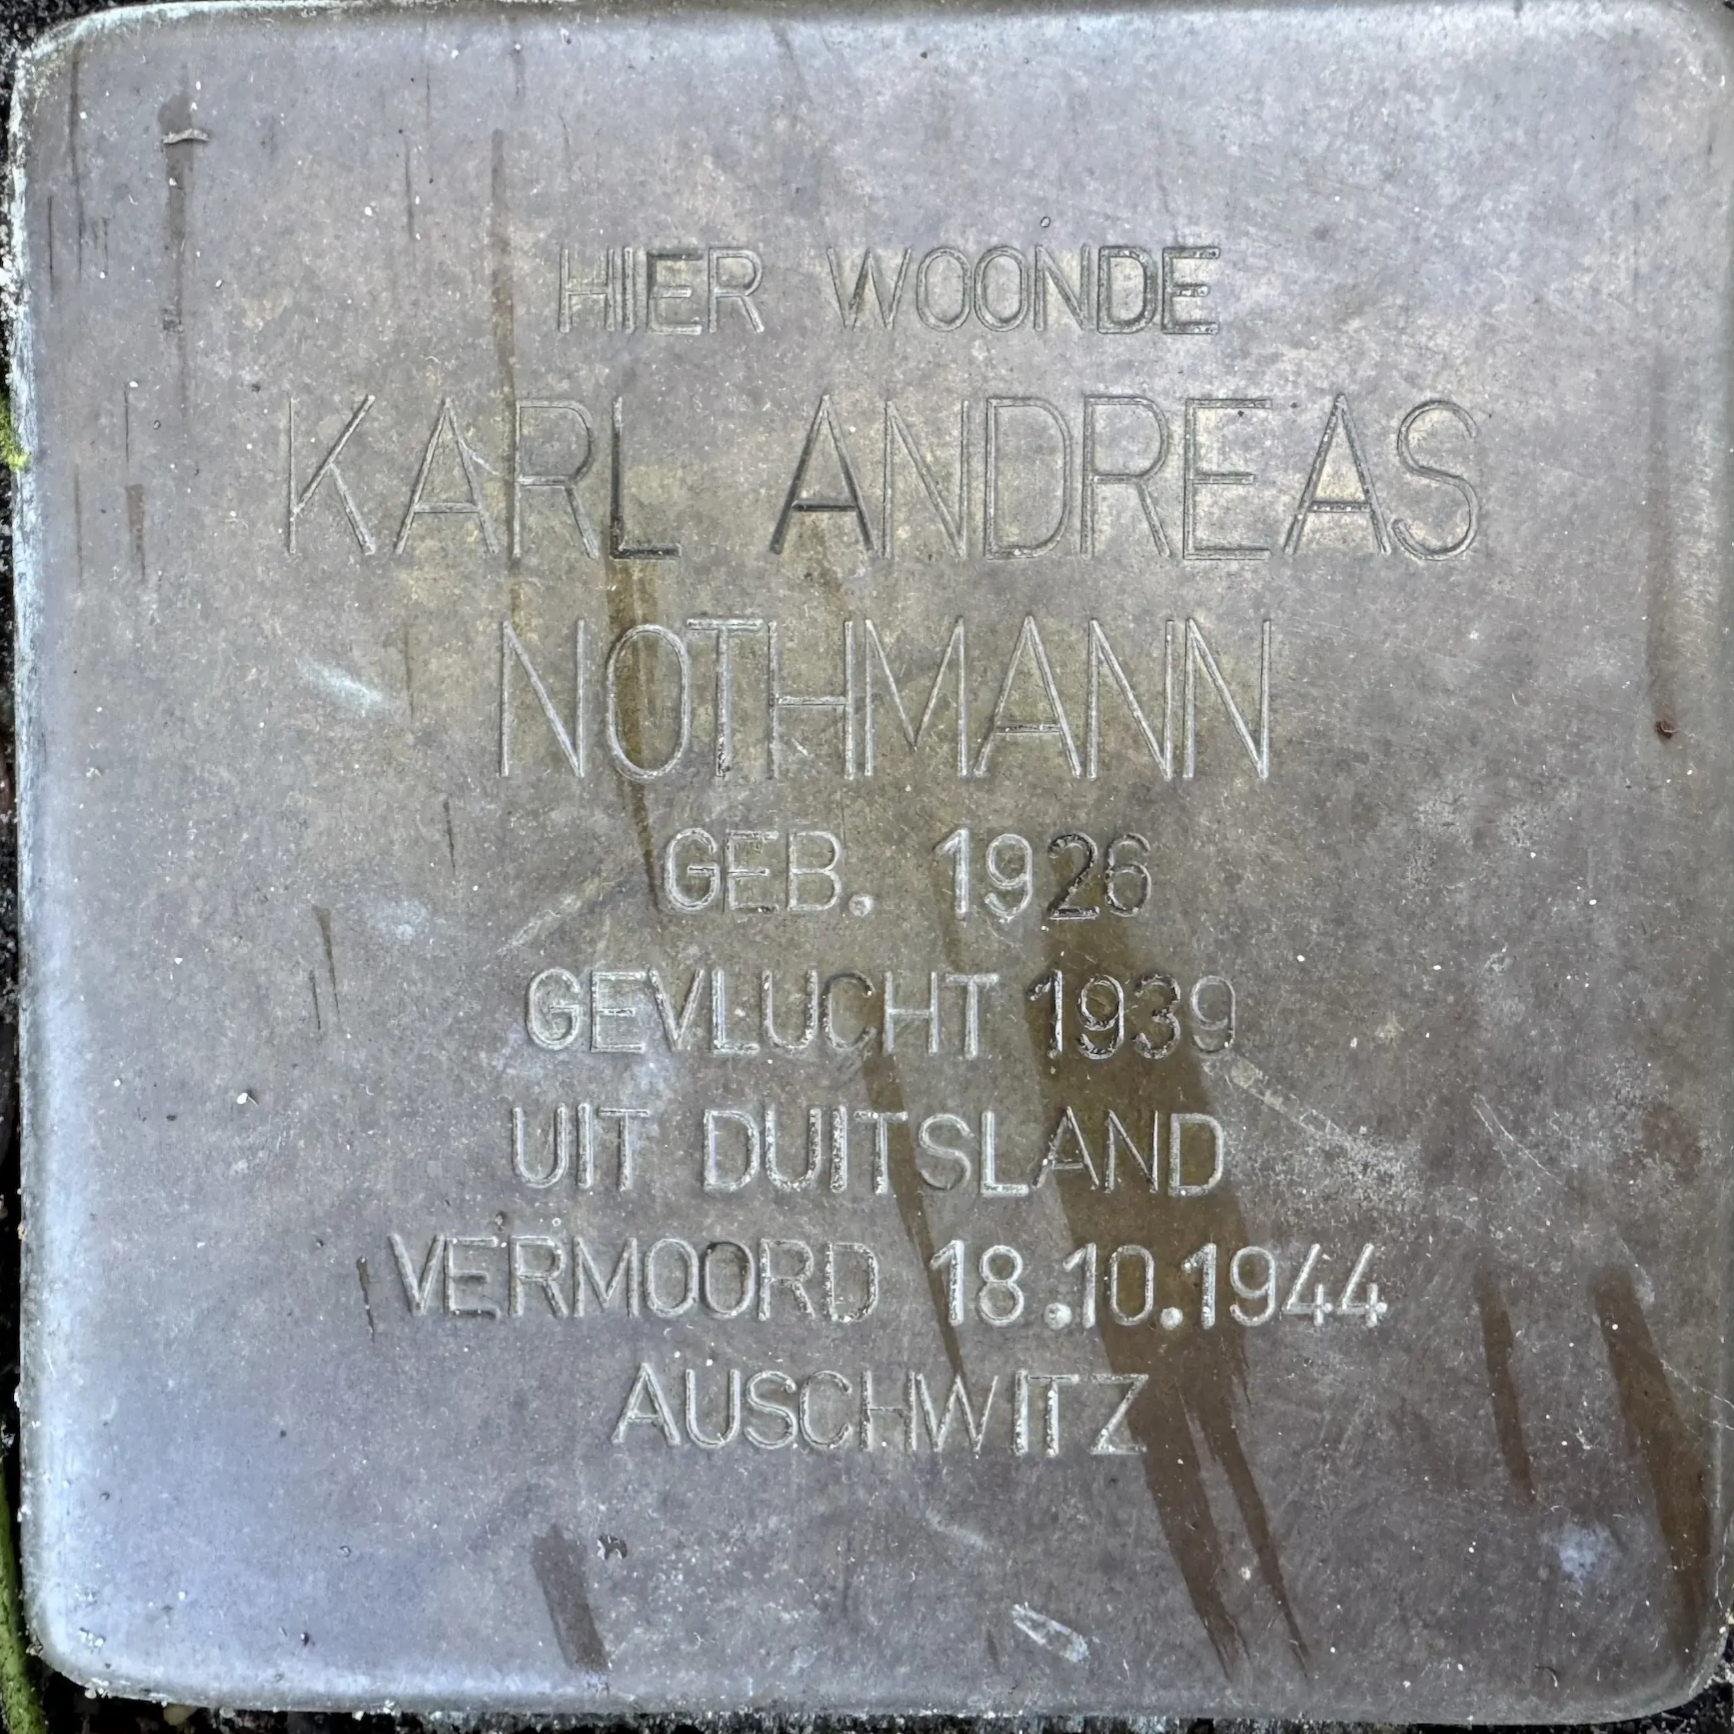 HIER WOONDE
KARL ANDREAS
NOTHMANN
GEB. 1926
GEVLUCHT 1939
UIT DUITSLAND
VERMOORD 18.10.1944
AUSCHWITZ